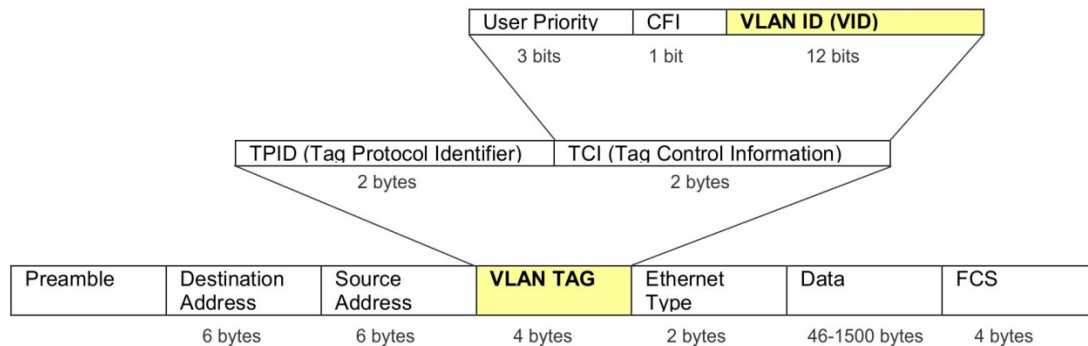 User Priority CFI VLAN ID (VID)
3 bits 1 bit 12 bits
TPID (Tag Protocol Identifier) TCI (Tag Control Information)
2 bytes 2 bytes
Preamble Destination Source VLAN TAG Ethernet Data FCS
Address Address Type
6 bytes 6 bytes 4 bytes 2 bytes 46-1500 bytes 4 bytes